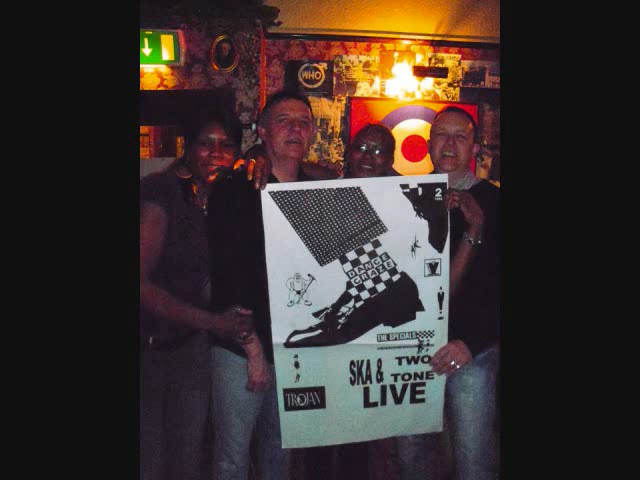 WHO
2
DANCE
CRAZE
THE SPECIALS
SKA & TWO
TONE
LIVE
TROJAN